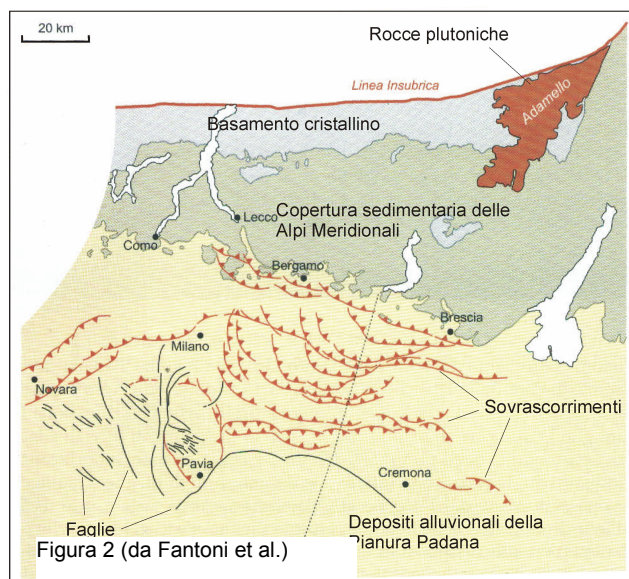 20 km
Rocce plutoniche
Linea Insubrica
Adamello
Basamento cristallino
Lecco
Copertura sedimentaria delle
Alpi Meridionali
Como
Bergamo
Brescia
Milano
Novara
Sovrascorrimenti
Pavia
Cremona
Faglie
Depositi alluvionali della
Pianura Padana
Figura 2 (da Fantoni et al.)